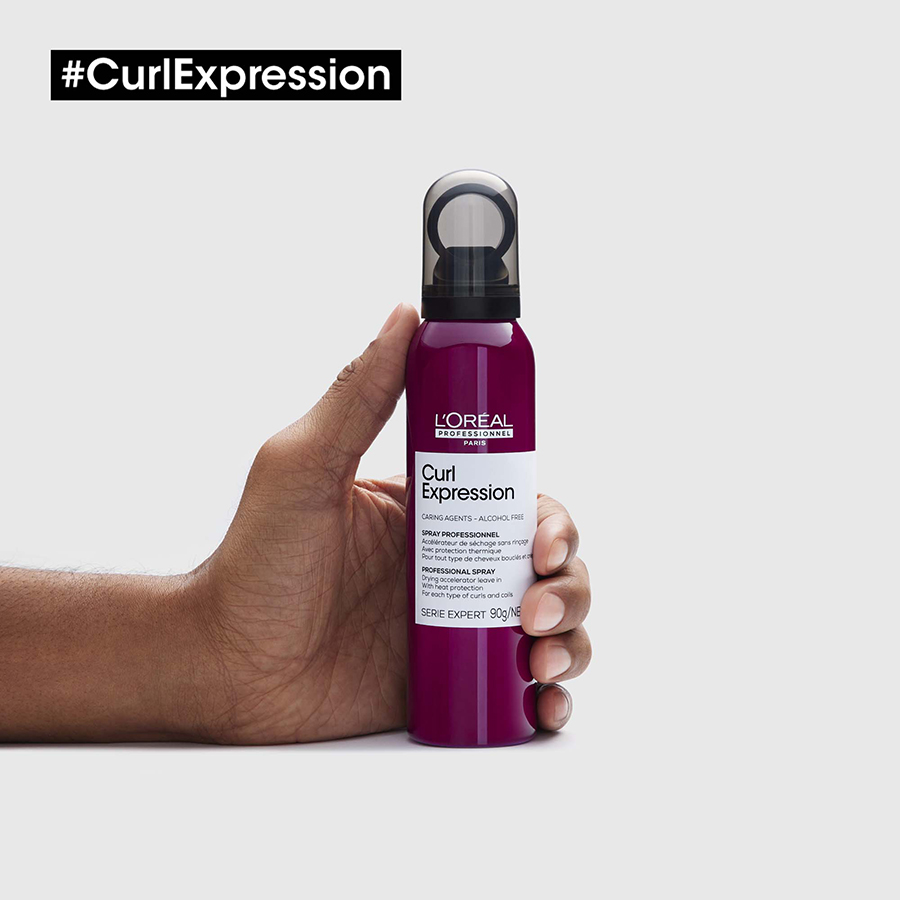 #CurlExpression
L'ORÉAL
PROFESSIONNEL
PARIS
Curl
Expression
CARING AGENTS - ALCOHOL FREE
SPRAY PROFESSIONNEL
Accélérateur de séchage sans rinçage
Avec protection thermique
Pour tout type de cheveux bouclés et
PROFESSIONAL SPRAY
Drying accelerator leave in
With heat protection
For each type of curls and coils
SERIE EXPERT 90g/NE